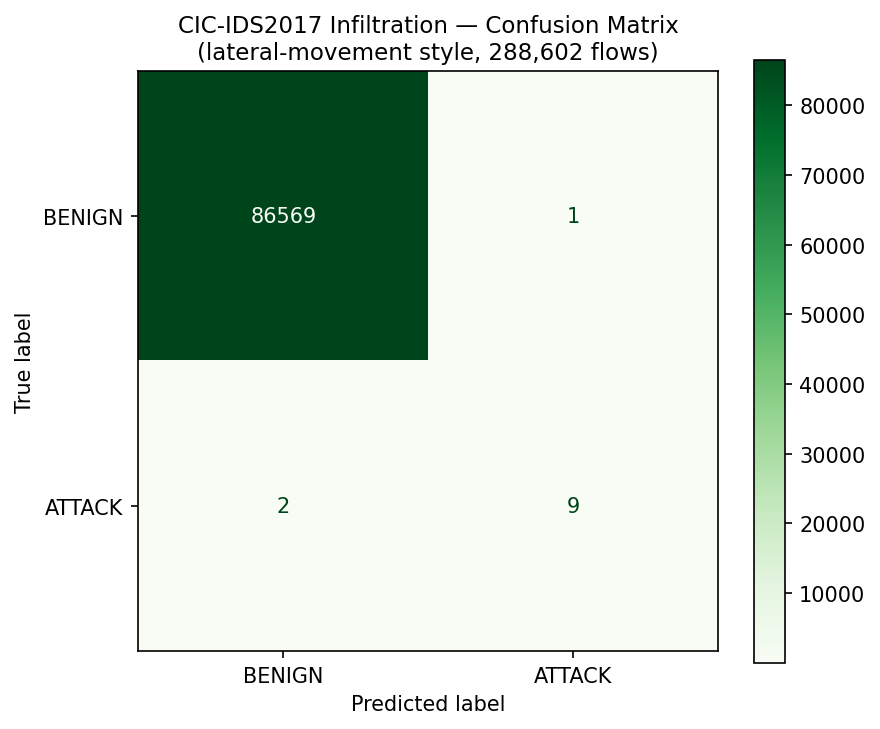 CIC-IDS2017 Infiltration — Confusion Matrix
(lateral-movement style, 288,602 flows)
80000
70000
60000
50000
40000
30000
20000
10000
BENIGN
86569
1
True label
ATTACK
2
9
BENIGN
ATTACK
Predicted label